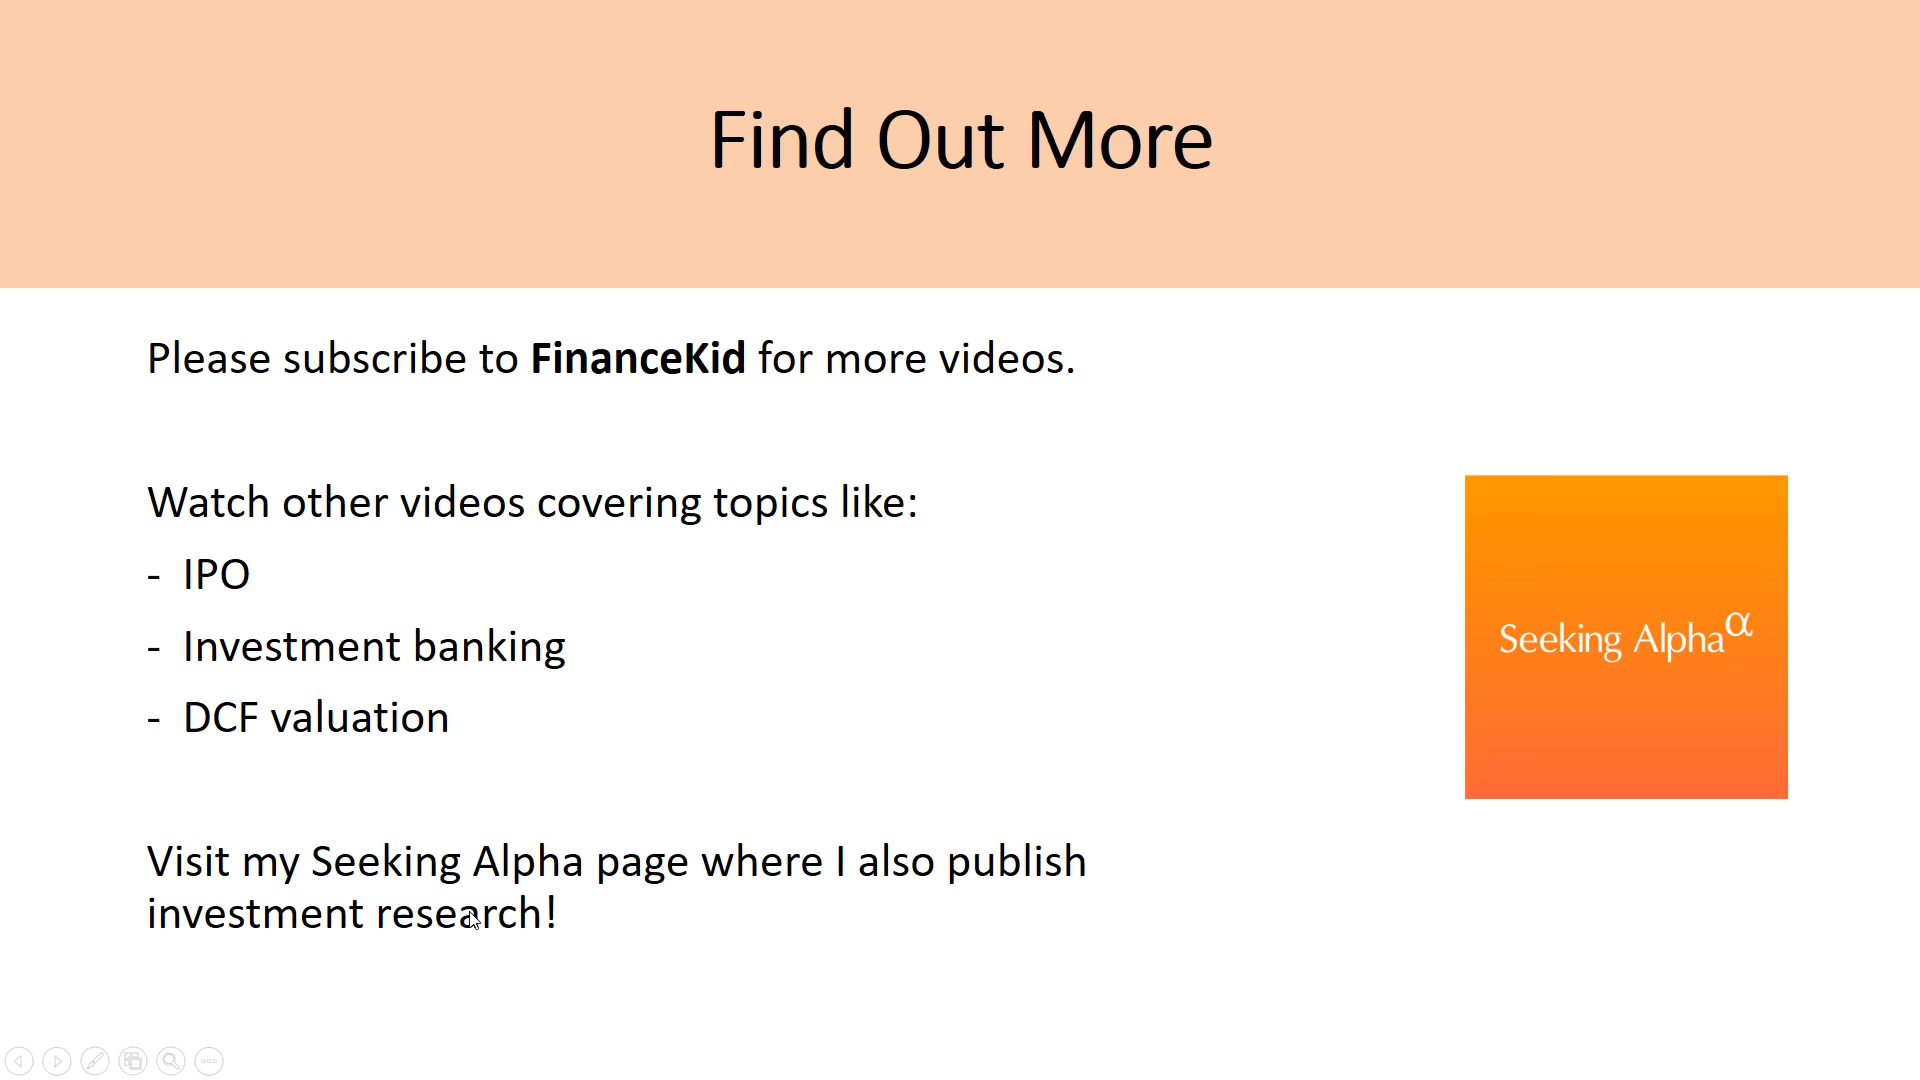 Find Out More
Please subscribe to FinanceKid for more videos.
Watch other videos covering topics like:
- IPO
- Investment banking
- DCF valuation
Seeking Alphaα
Visit my Seeking Alpha page where I also publish
investment research!